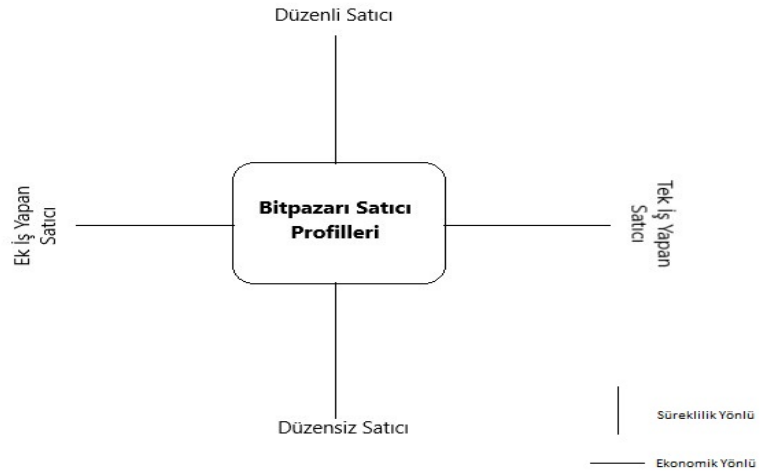 Düzenli Satıcı
Ek İş Yapan
Satıcı
Bitpazarı Satıcı
Profilleri
Tek İş Yapan
Satıcı
Düzensiz Satıcı
Süreklilik Yönlü
Ekonomik Yönlü